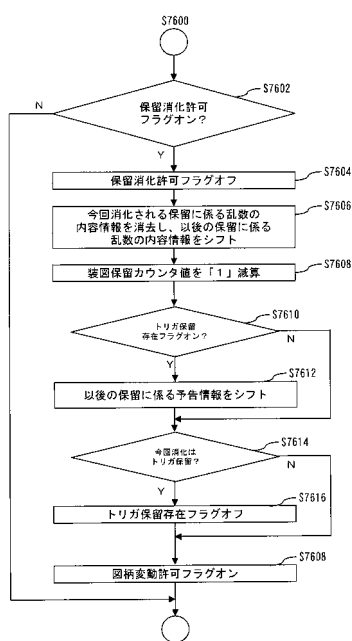 S7600
S7602
N
保留消化許可
フラグオン?
Y
保留消化許可フラグオフ
S7604
S7606
今回消化される保留に係る乱数の
内容情報を消去し、以後の保留に係る
乱数の内容情報をシフト
装図保留カウンタ値を「1」減算
S7608
S7610
トリガ保留
存在フラグオン?
N
Y
S7612
以後の保留に係る予告情報をシフト
S7614
今回消化は
トリガ保留?
N
Y
S7616
トリガ保留存在フラグオフ
S7608
図柄変動許可フラグオン